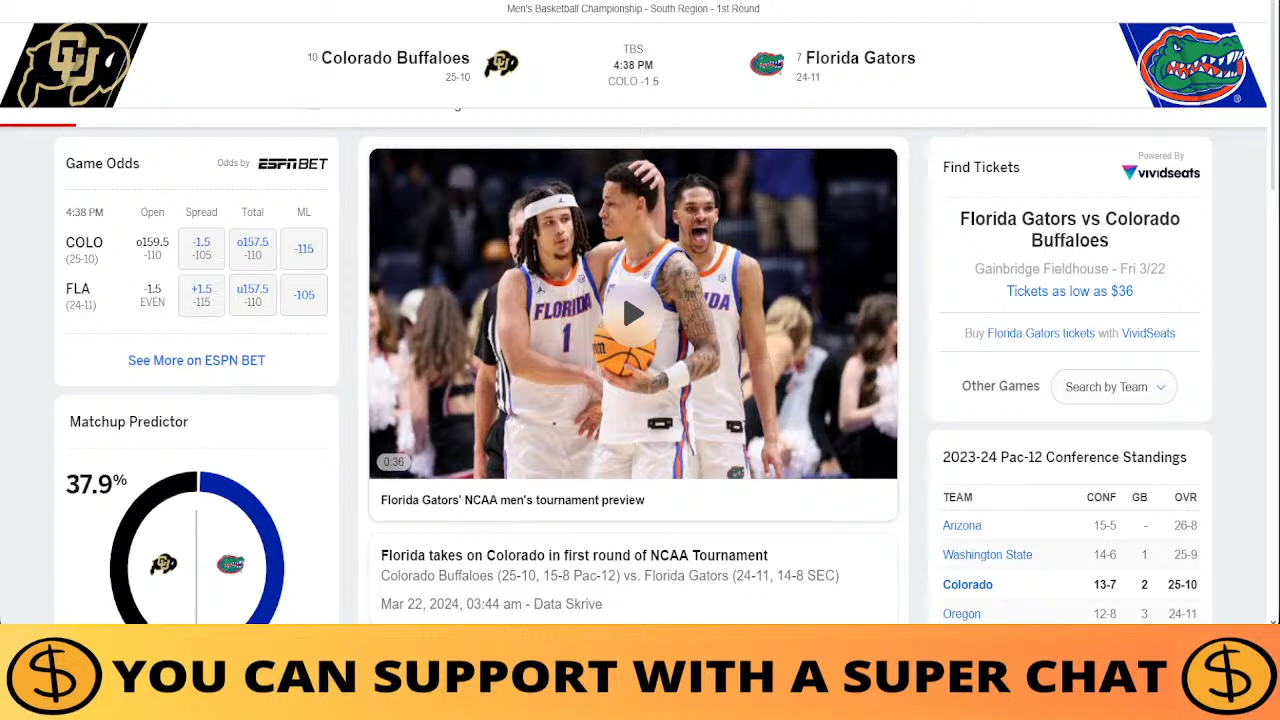 Men's Basketball Championship - South Region - 1st Round
10 Colorado Buffaloes
25-10
TBS
4:38 PM
COLO -1.5
7 Florida Gators
24-11
Game Odds
Odds by ESPN BET
4:38 PM Open Spread Total ML
COLO o159.5 -1.5 o157.5 -115
(25-10) -110 -105 -110
FLA -1.5 +1.5 u157.5 -105
(24-11) EVEN -115 -110
See More on ESPN BET
Matchup Predictor
37.9%
FLORIDA
1
0:36
Florida Gators' NCAA men's tournament preview
Florida takes on Colorado in first round of NCAA Tournament
Colorado Buffaloes (25-10, 15-8 Pac-12) vs. Florida Gators (24-11, 14-8 SEC)
Mar 22, 2024, 03:44 am - Data Skrive
Find Tickets
Powered By
vividseats
Florida Gators vs Colorado
Buffaloes
Gainbridge Fieldhouse - Fri 3/22
Tickets as low as $36
Buy Florida Gators tickets with VividSeats
Other Games Search by Team
2023-24 Pac-12 Conference Standings
TEAM CONF GB OVR
Arizona 15-5 - 26-8
Washington State 14-6 1 25-9
Colorado 13-7 2 25-10
Oregon 12-8 3 24-11
$ YOU CAN SUPPORT WITH A SUPER CHAT $